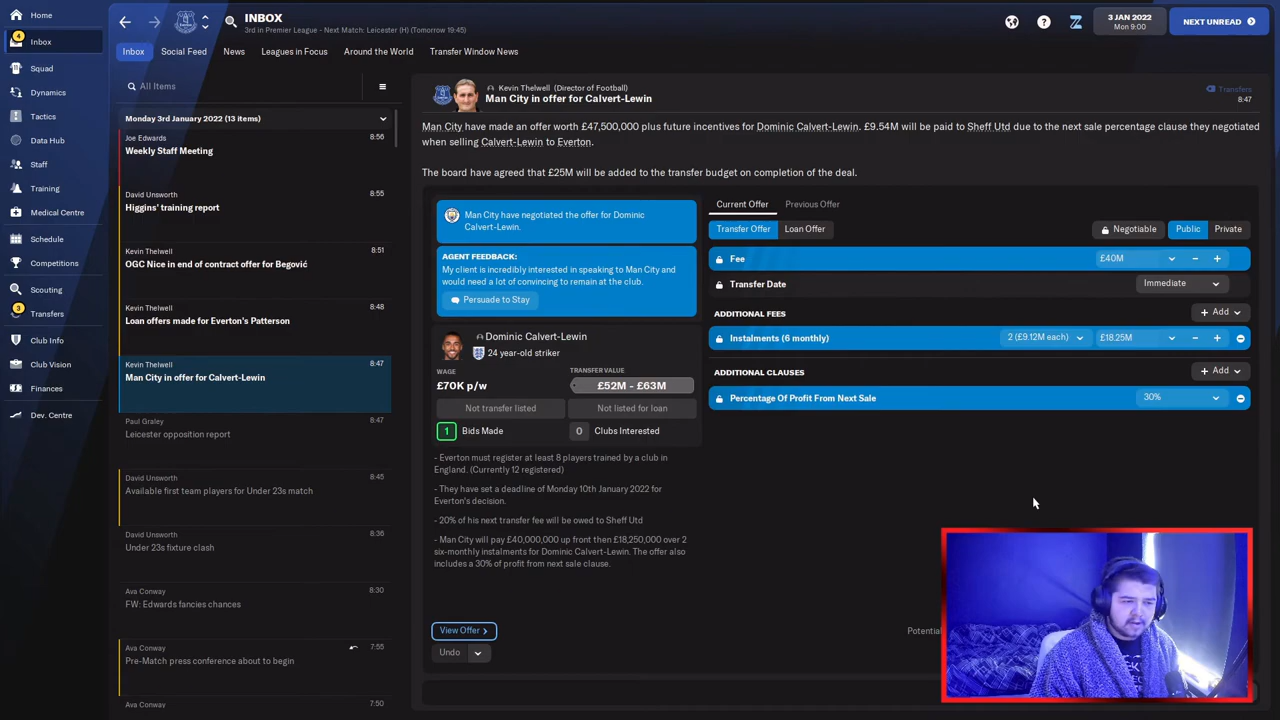 INBOX
3rd in Premier League - Next Match: Leicester (H) (Tomorrow 19:45)
3 JAN 2022
Mon 9:00
NEXT UNREAD
Home
4
Inbox
Squad
Dynamics
Tactics
Data Hub
Staff
Training
Medical Centre
Schedule
Competitions
Scouting
3
Transfers
Club Info
Club Vision
Finances
Dev. Centre
Inbox
Social Feed
News
Leagues in Focus
Around the World
Transfer Window News
All Items
Monday 3rd January 2022 (13 items)
Joe Edwards 8:56
Weekly Staff Meeting
David Unsworth 8:55
Higgins' training report
Kevin Thelwell 8:51
OGC Nice in end of contract offer for Begović
Kevin Thelwell 8:48
Loan offers made for Everton's Patterson
Kevin Thelwell 8:47
Man City in offer for Calvert-Lewin
Paul Graley 8:47
Leicester opposition report
David Unsworth 8:45
Available first team players for Under 23s match
David Unsworth 8:36
Under 23s fixture clash
Ava Conway 8:30
FW: Edwards fancies chances
Ava Conway 7:55
Pre-Match press conference about to begin
Ava Conway 7:50
Kevin Thelwell (Director of Football)
Man City in offer for Calvert-Lewin
Transfers
8:47
Man City have made an offer worth £47,500,000 plus future incentives for Dominic Calvert-Lewin. £9.54M will be paid to Sheff Utd due to the next sale percentage clause they negotiated
when selling Calvert-Lewin to Everton.
The board have agreed that £25M will be added to the transfer budget on completion of the deal.
Man City have negotiated the offer for Dominic
Calvert-Lewin.
AGENT FEEDBACK:
My client is incredibly interested in speaking to Man City and
would need a lot of convincing to remain at the club.
Persuade to Stay
Dominic Calvert-Lewin
24 year-old striker
WAGE
£70K p/w
TRANSFER VALUE
£52M - £63M
Not transfer listed
Not listed for loan
1 Bids Made
0 Clubs Interested
- Everton must register at least 8 players trained by a club in
England. (Currently 12 registered)
- They have set a deadline of Monday 10th January 2022 for
Everton's decision.
- 20% of his next transfer fee will be owed to Sheff Utd
- Man City will pay £40,000,000 up front then £18,250,000 over 2
six-monthly instalments for Dominic Calvert-Lewin. The offer also
includes a 30% of profit from next sale clause.
View Offer
Undo
Current Offer
Previous Offer
Transfer Offer
Loan Offer
Negotiable
Public
Private
Fee £40M
Transfer Date Immediate
ADDITIONAL FEES
Add
Instalments (6 monthly) 2 (£9.12M each) £18.25M
ADDITIONAL CLAUSES
Add
Percentage Of Profit From Next Sale 30%
Potential